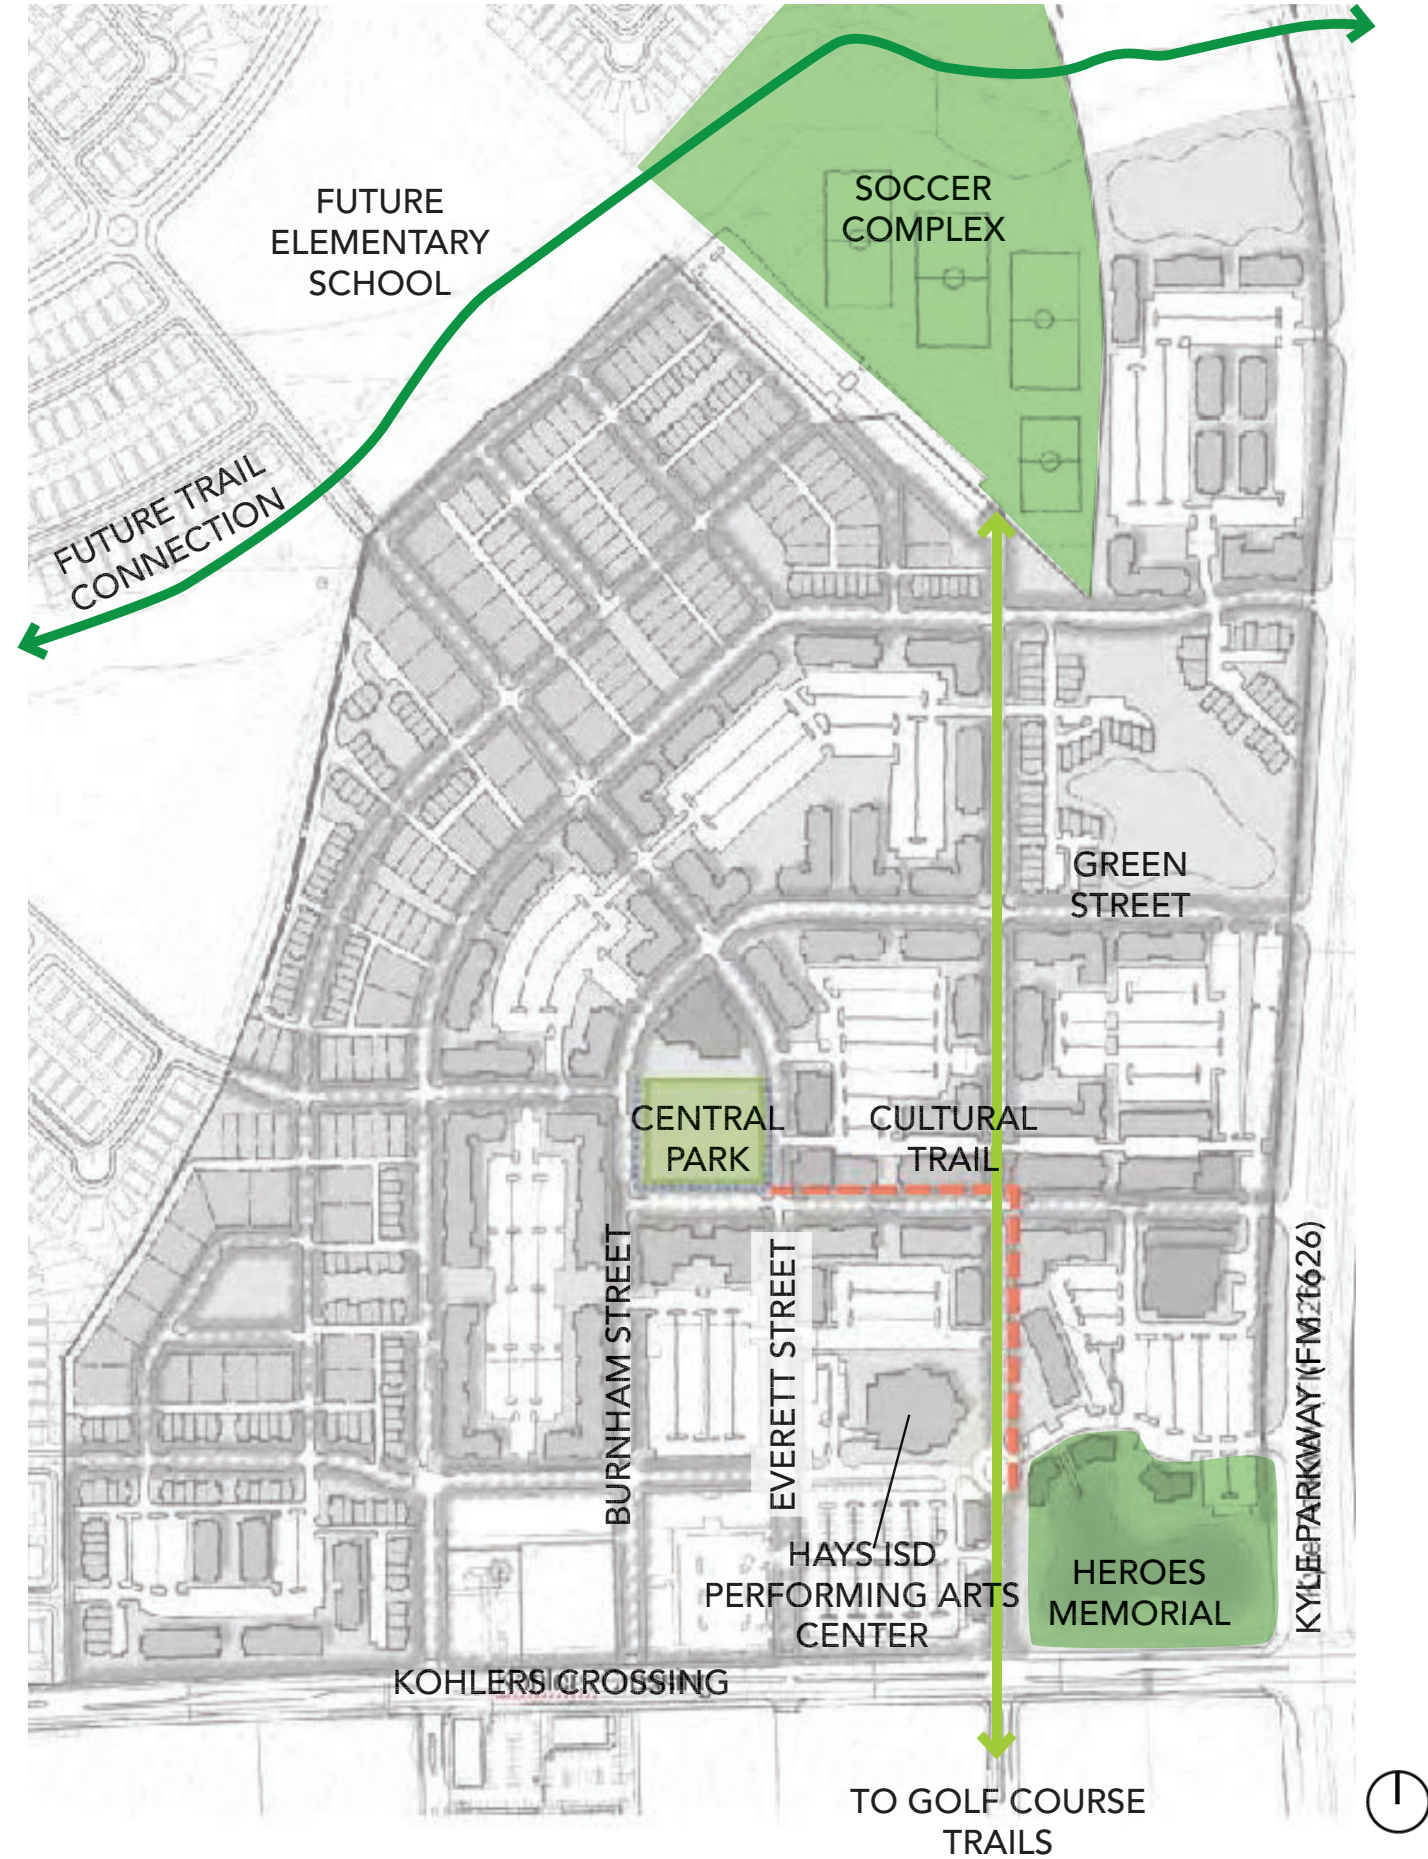 FUTURE
ELEMENTARY
SCHOOL
SOCCER
COMPLEX
FUTURE TRAIL
CONNECTION
GREEN
STREET
CENTRAL
PARK
CULTURAL
TRAIL
BURNHAM STREET
EVERETT STREET
KYLE PARKWAY (FM 1626)
HAYS ISD
PERFORMING ARTS
CENTER
HEROES
MEMORIAL
KOHLERS CROSSING
TO GOLF COURSE
TRAILS